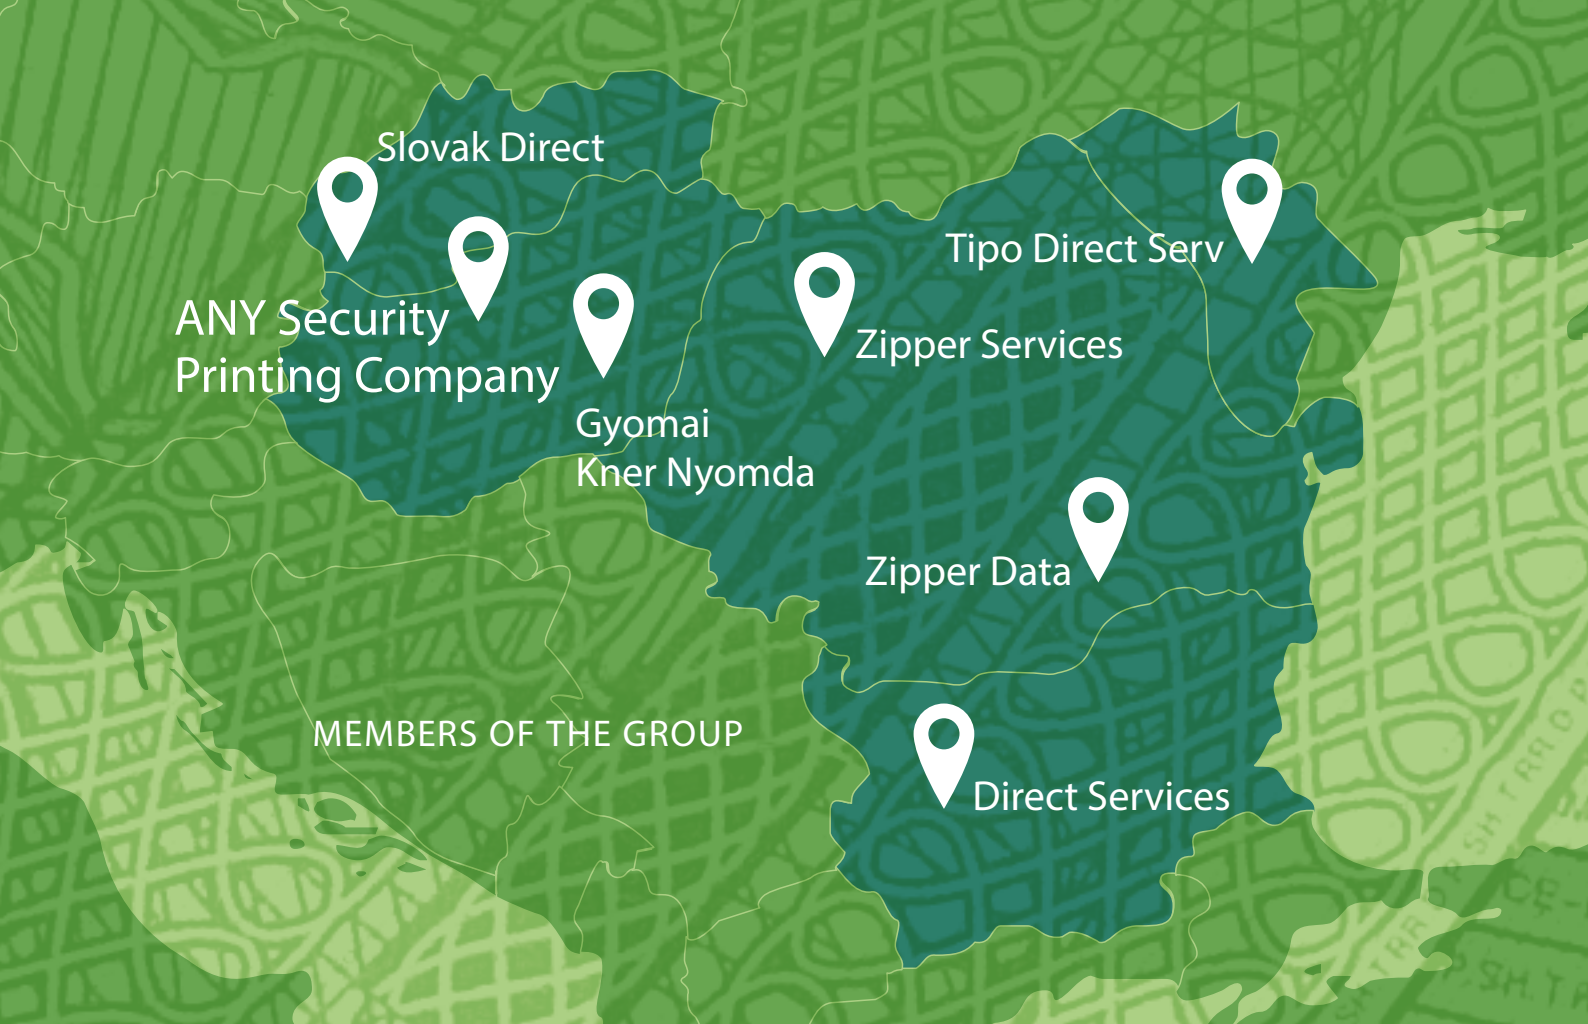 Slovak Direct
Tipo Direct Serv
ANY Security
Printing Company
Zipper Services
Gyomai
Kner Nyomda
Zipper Data
MEMBERS OF THE GROUP
Direct Services